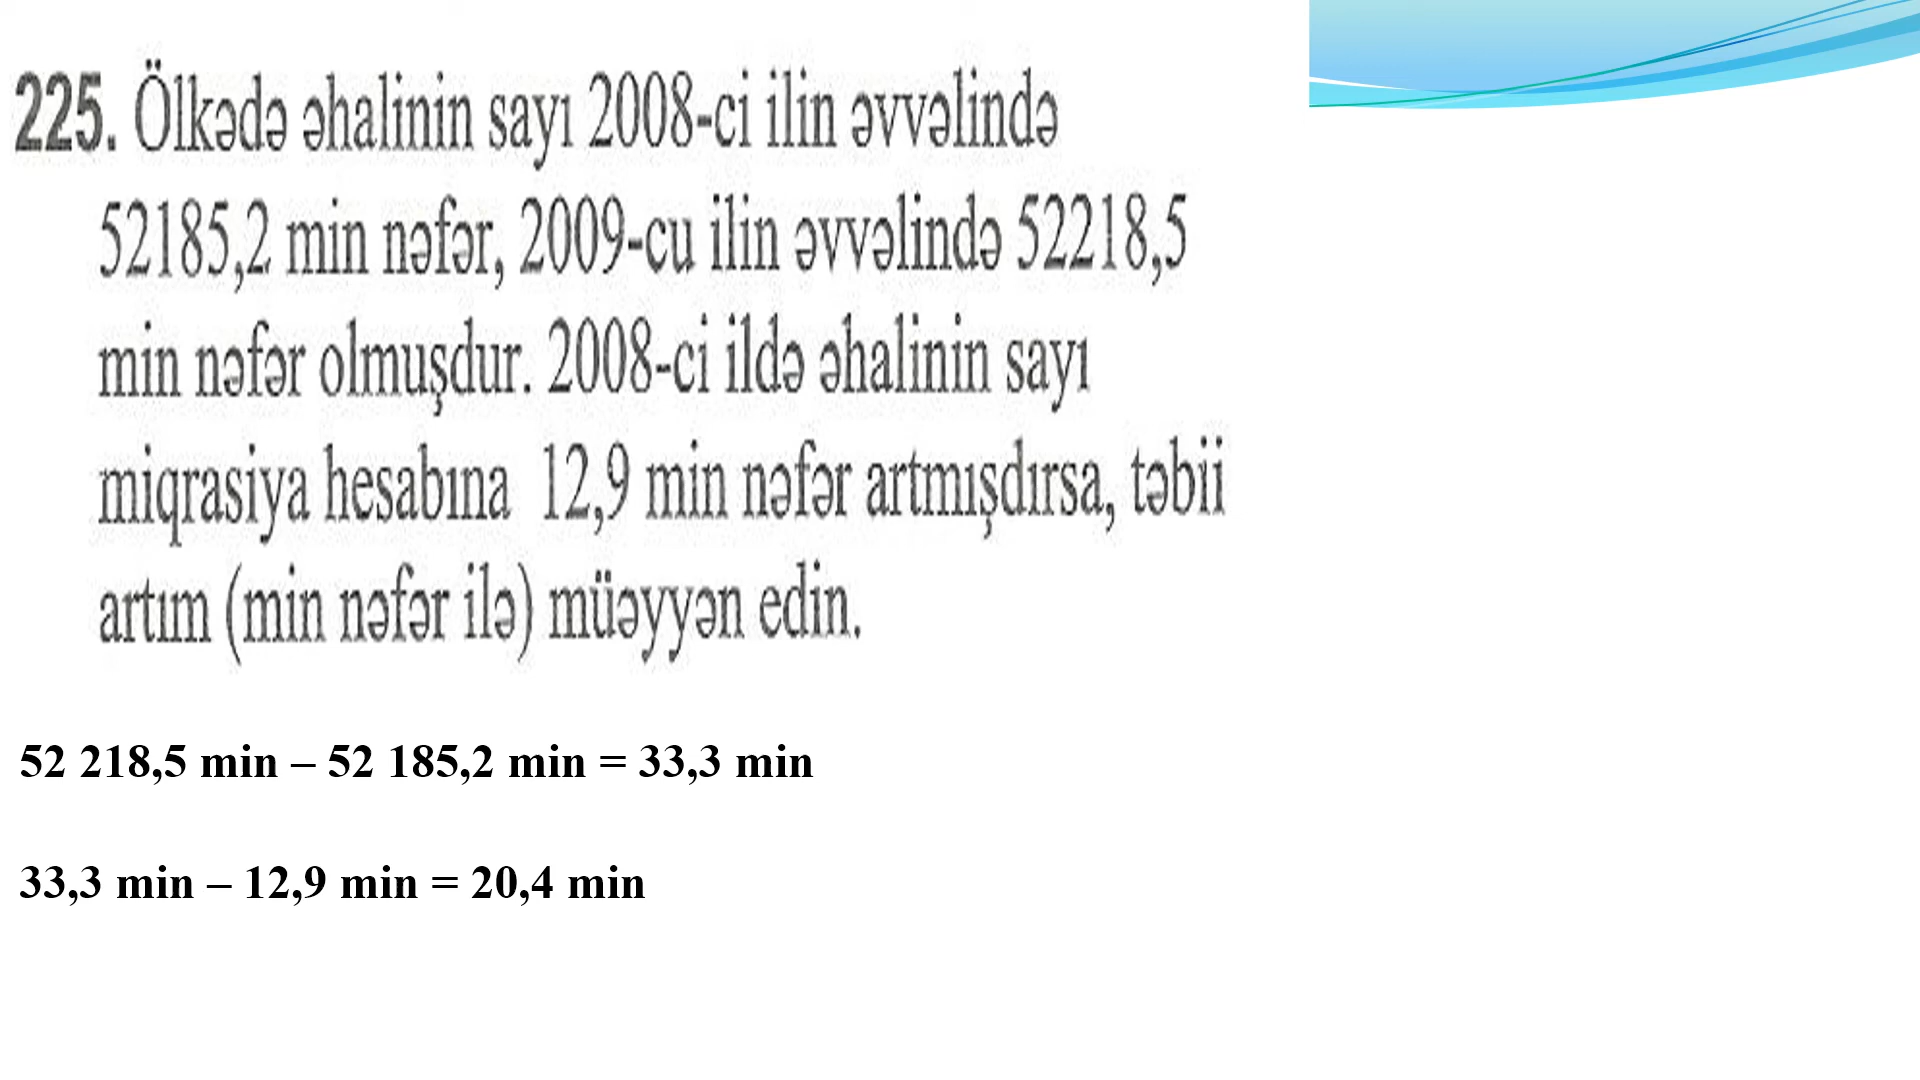 225. Ölkədə əhalinin sayı 2008-ci ilin əvvəlində
52185,2 min nəfər, 2009-cu ilin əvvəlində 52218,5
min nəfər olmuşdur. 2008-ci ildə əhalinin sayı
miqrasiya hesabına 12,9 min nəfər artmışdırsa, təbii
artım (min nəfər ilə) müəyyən edin.
52 218,5 min – 52 185,2 min = 33,3 min
33,3 min – 12,9 min = 20,4 min